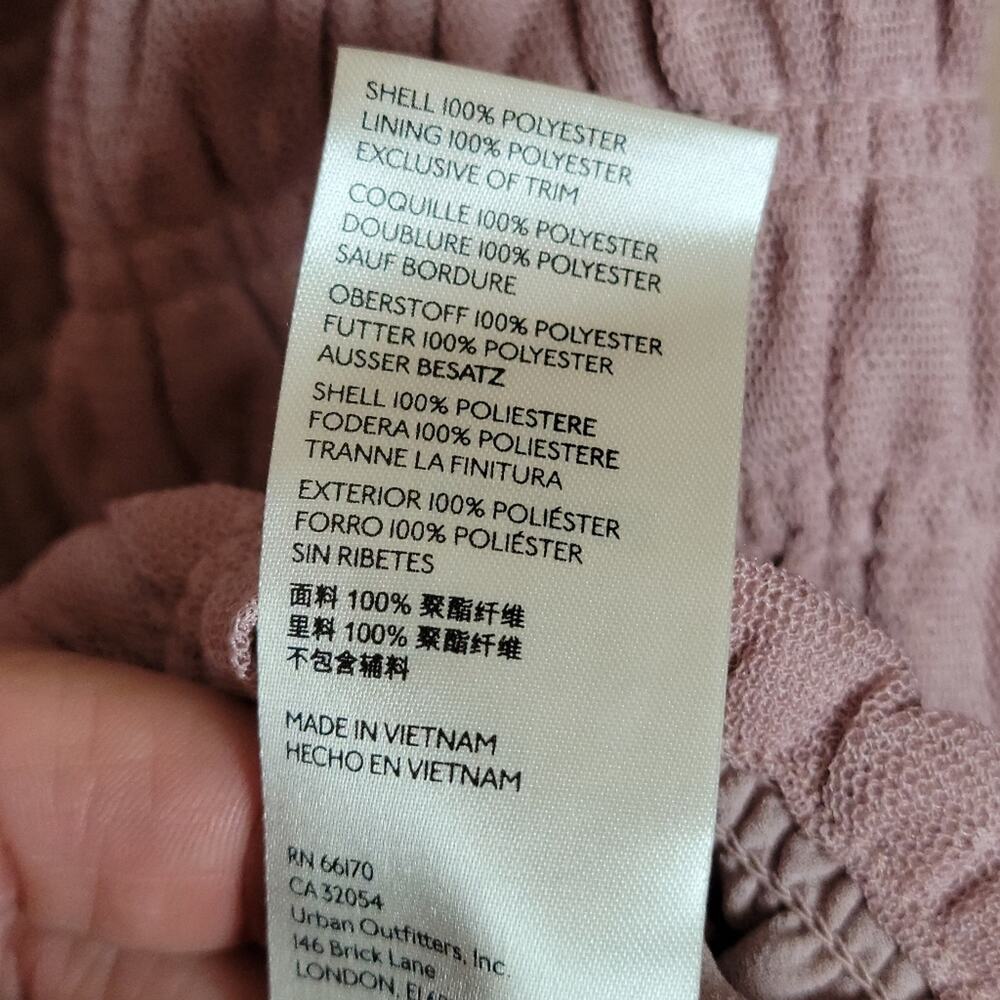 SHELL 100% POLYESTER
LINING 100% POLYESTER
EXCLUSIVE OF TRIM
COQUILLE 100% POLYESTER
DOUBLURE 100% POLYESTER
SAUF BORDURE
OBERSTOFF 100% POLYESTER
FUTTER 100% POLYESTER
AUSSER BESATZ
SHELL 100% POLIESTERE
FODERA 100% POLIESTERE
TRANNE LA FINITURA
EXTERIOR 100% POLIÉSTER
FORRO 100% POLIÉSTER
SIN RIBETES
面料 100% 聚酯纤维
里料 100% 聚酯纤维
不包含辅料
MADE IN VIETNAM
HECHO EN VIETNAM
RN 66170
CA 32054
Urban Outfitters, Inc.
146 Brick Lane
LONDON,